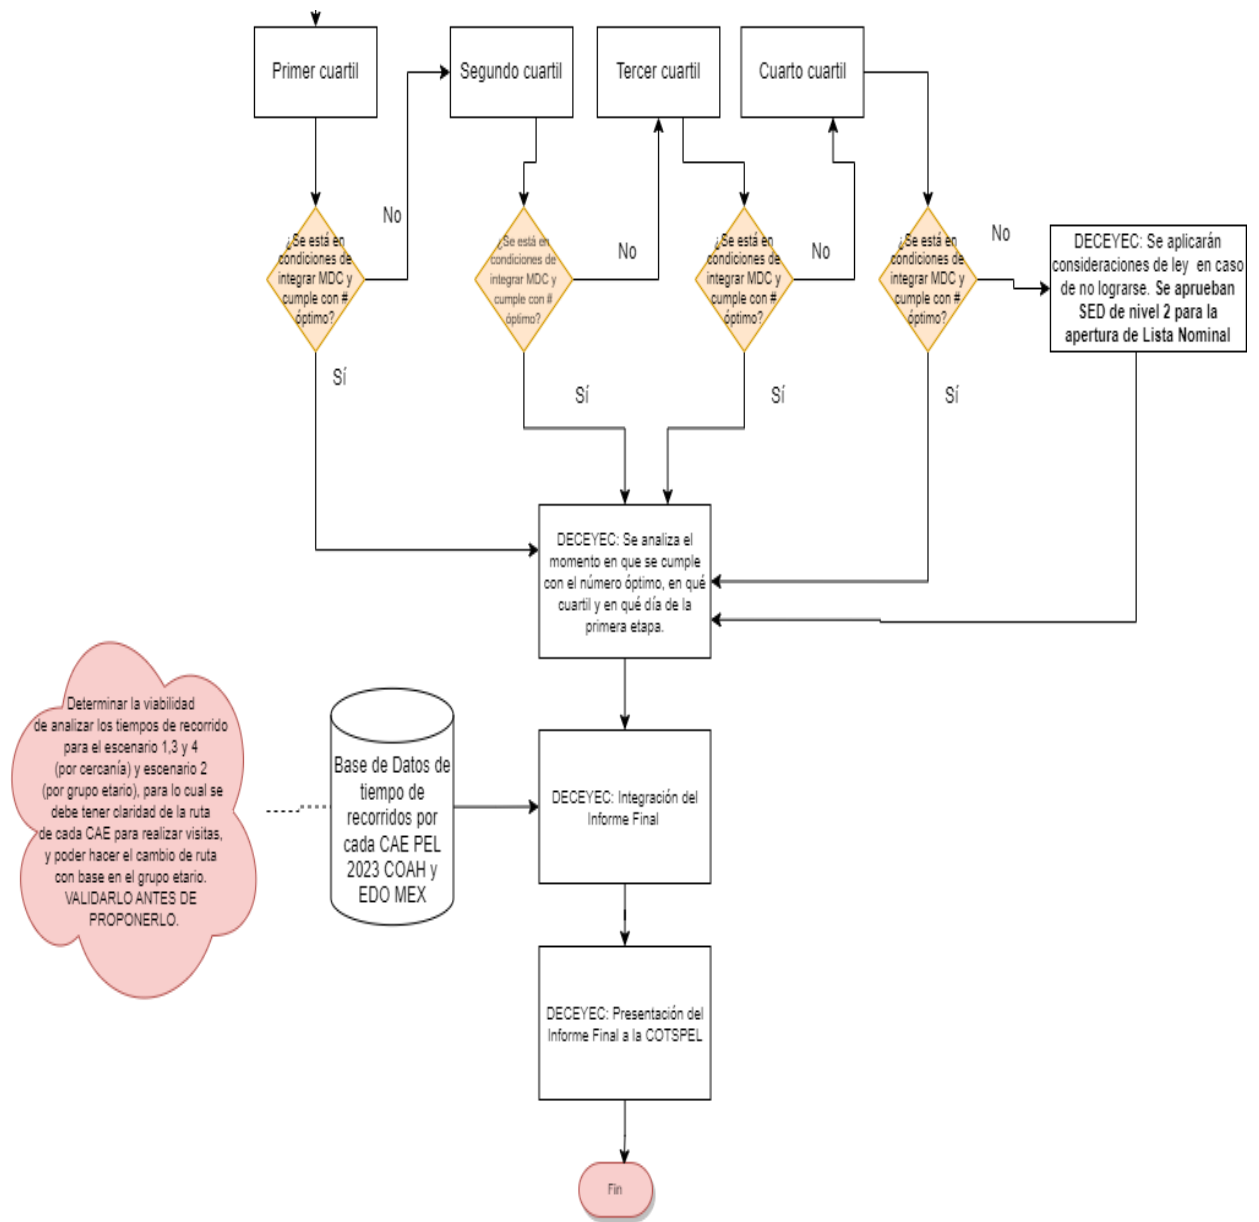 Primer cuartil
Segundo cuartil
Tercer cuartil
Cuarto cuartil
¿Se está en
condiciones de
integrar MDC y
cumple con #
óptimo?
No
Sí
¿Se está en
condiciones de
integrar MDC y
cumple con #
óptimo?
No
Sí
¿Se está en
condiciones de
integrar MDC y
cumple con #
óptimo?
No
Sí
¿Se está en
condiciones de
integrar MDC y
cumple con #
óptimo?
No
Sí
DECEYEC: Se aplicarán
consideraciones de ley en caso
de no lograrse. Se aprueban
SED de nivel 2 para la
apertura de Lista Nominal
DECEYEC: Se analiza el
momento en que se cumple
con el número óptimo, en qué
cuartil y en qué día de la
primera etapa.
Determinar la viabilidad
de analizar los tiempos de recorrido
para el escenario 1,3 y 4
(por cercanía) y escenario 2
(por grupo etario), para lo cual se
debe tener claridad de la ruta
de cada CAE para realizar visitas,
y poder hacer el cambio de ruta
con base en el grupo etario.
VALIDARLO ANTES DE
PROPONERLO.
Base de Datos de
tiempo de
recorridos por
cada CAE PEL
2023 COAH y
EDO MEX
DECEYEC: Integración del
Informe Final
DECEYEC: Presentación del
Informe Final a la COTSPEL
Fin